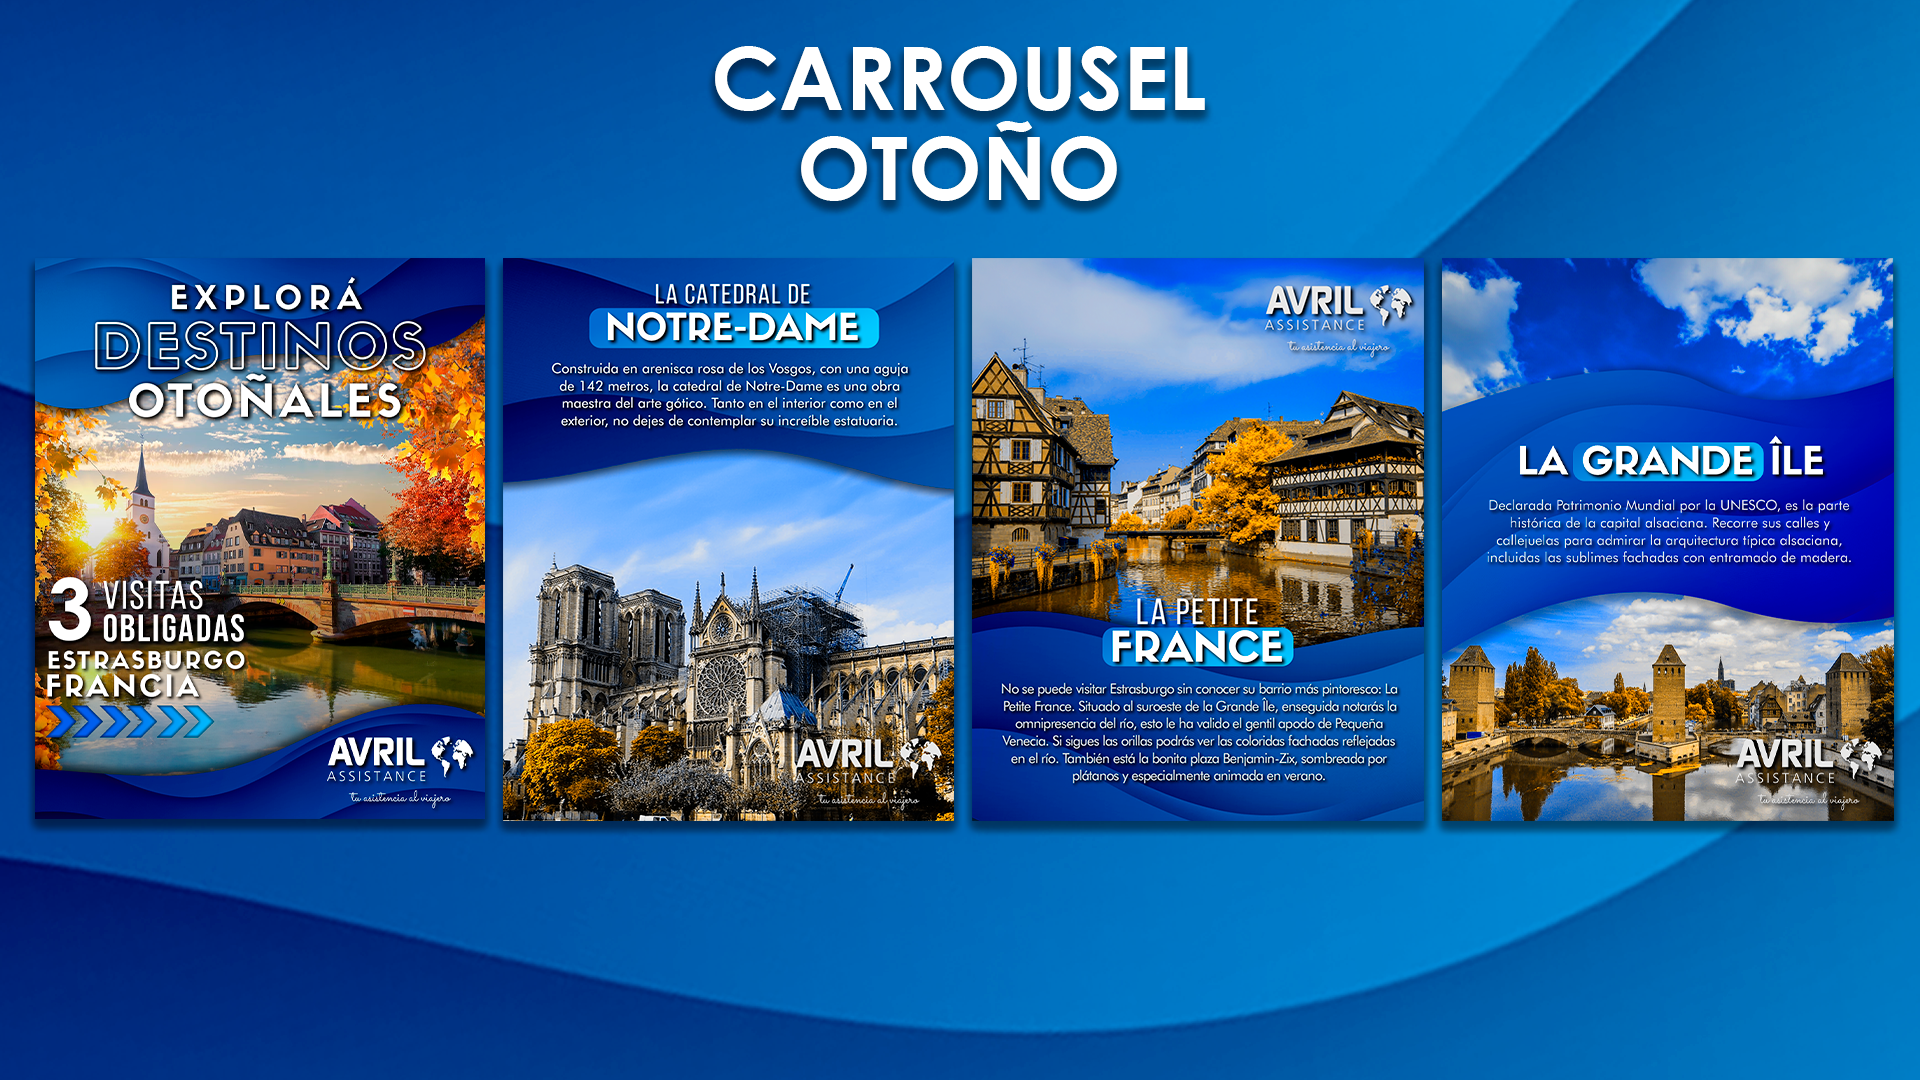 CARROUSEL
OTOÑO
EXPLORÁ
DESTINOS
OTOÑALES
3 VISITAS
OBLIGADAS
ESTRASBURGO
FRANCIA
AVRIL
ASSISTANCE
tu asistencia al viajero
LA CATEDRAL DE
NOTRE-DAME
Construida en arenisca rosa de los Vosgos, con una aguja
de 142 metros, la catedral de Notre-Dame es una obra
maestra del arte gótico. Tanto en el interior como en el
exterior, no dejes de contemplar su increíble estatuaria.
AVRIL
ASSISTANCE
tu asistencia al viajero
AVRIL
ASSISTANCE
tu asistencia al viajero
LA PETITE
FRANCE
No se puede visitar Estrasburgo sin conocer su barrio más pintoresco: La
Petite France. Situado al suroeste de la Grande Île, enseguida notarás la
omnipresencia del río, esto le ha valido el gentil apodo de Pequeña
Venecia. Si sigues las orillas podrás ver las coloridas fachadas reflejadas
en el río. También está la bonita plaza Benjamin-Zix, sombreada por
plátanos y especialmente animada en verano.
LA GRANDE ÎLE
Declarada Patrimonio Mundial por la UNESCO, es la parte
histórica de la capital alsaciana. Recorre sus calles y
callejuelas para admirar la arquitectura típica alsaciana,
incluidas las sublimes fachadas con entramado de madera.
AVRIL
ASSISTANCE
tu asistencia al viajero